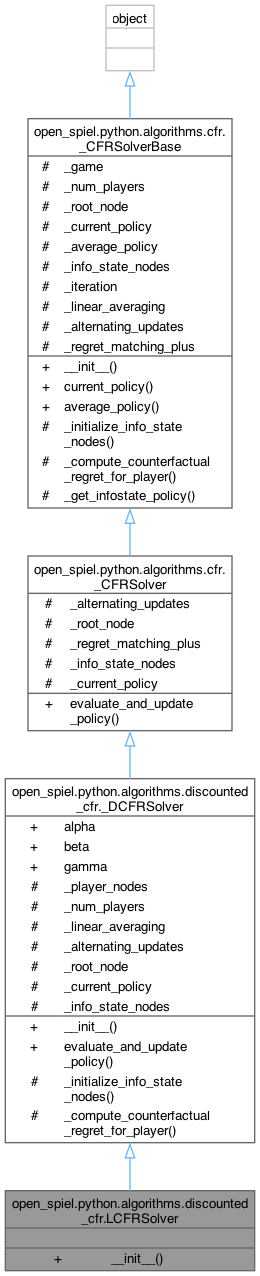 object
open_spiel.python.algorithms.cfr.
_CFRSolverBase
# _game
# _num_players
# _root_node
# _current_policy
# _average_policy
# _info_state_nodes
# _iteration
# _linear_averaging
# _alternating_updates
# _regret_matching_plus
+ __init__()
+ current_policy()
+ average_policy()
# _initialize_info_state
_nodes()
# _compute_counterfactual
_regret_for_player()
# _get_infostate_policy()
open_spiel.python.algorithms.cfr.
_CFRSolver
# _alternating_updates
# _root_node
# _regret_matching_plus
# _info_state_nodes
# _current_policy
+ evaluate_and_update
_policy()
open_spiel.python.algorithms.discounted
_cfr._DCFRSolver
+ alpha
+ beta
+ gamma
# _player_nodes
# _num_players
# _linear_averaging
# _alternating_updates
# _root_node
# _current_policy
# _info_state_nodes
+ __init__()
+ evaluate_and_update
_policy()
# _initialize_info_state
_nodes()
# _compute_counterfactual
_regret_for_player()
open_spiel.python.algorithms.discounted
_cfr.LCFRSolver
+ __init__()